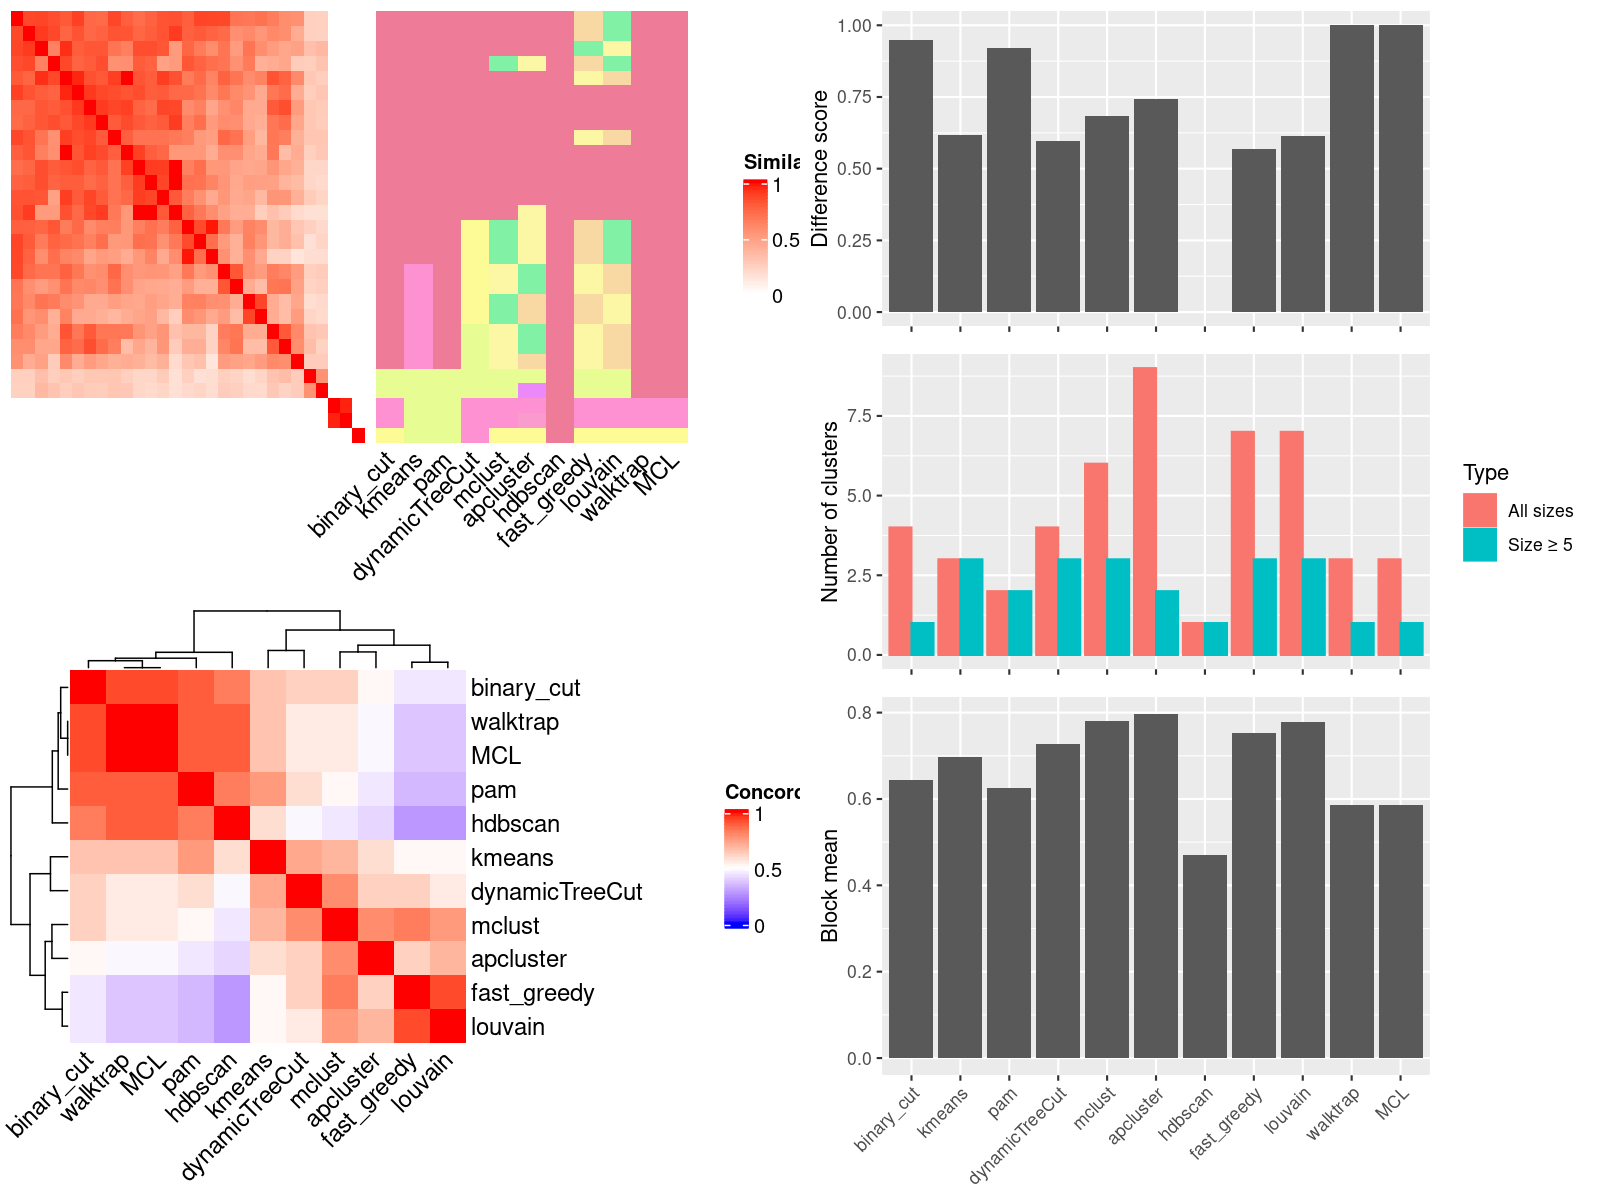 Simila
1
0.5
0
binary_cut
kmeans
pam
dynamicTreeCut
mclust
apcluster
hdbscan
fast_greedy
louvain
walktrap
MCL
binary_cut
walktrap
MCL
pam
hdbscan
kmeans
dynamicTreeCut
mclust
apcluster
fast_greedy
louvain
Concord
1
0.5
0
binary_cut
walktrap
MCL
pam
hdbscan
kmeans
dynamicTreeCut
mclust
apcluster
fast_greedy
louvain
Difference score
1.00
0.75
0.50
0.25
0.00
Number of clusters
7.5
5.0
2.5
0.0
Type
All sizes
Size ≥ 5
Block mean
0.8
0.6
0.4
0.2
0.0
binary_cut
kmeans
pam
dynamicTreeCut
mclust
apcluster
hdbscan
fast_greedy
louvain
walktrap
MCL